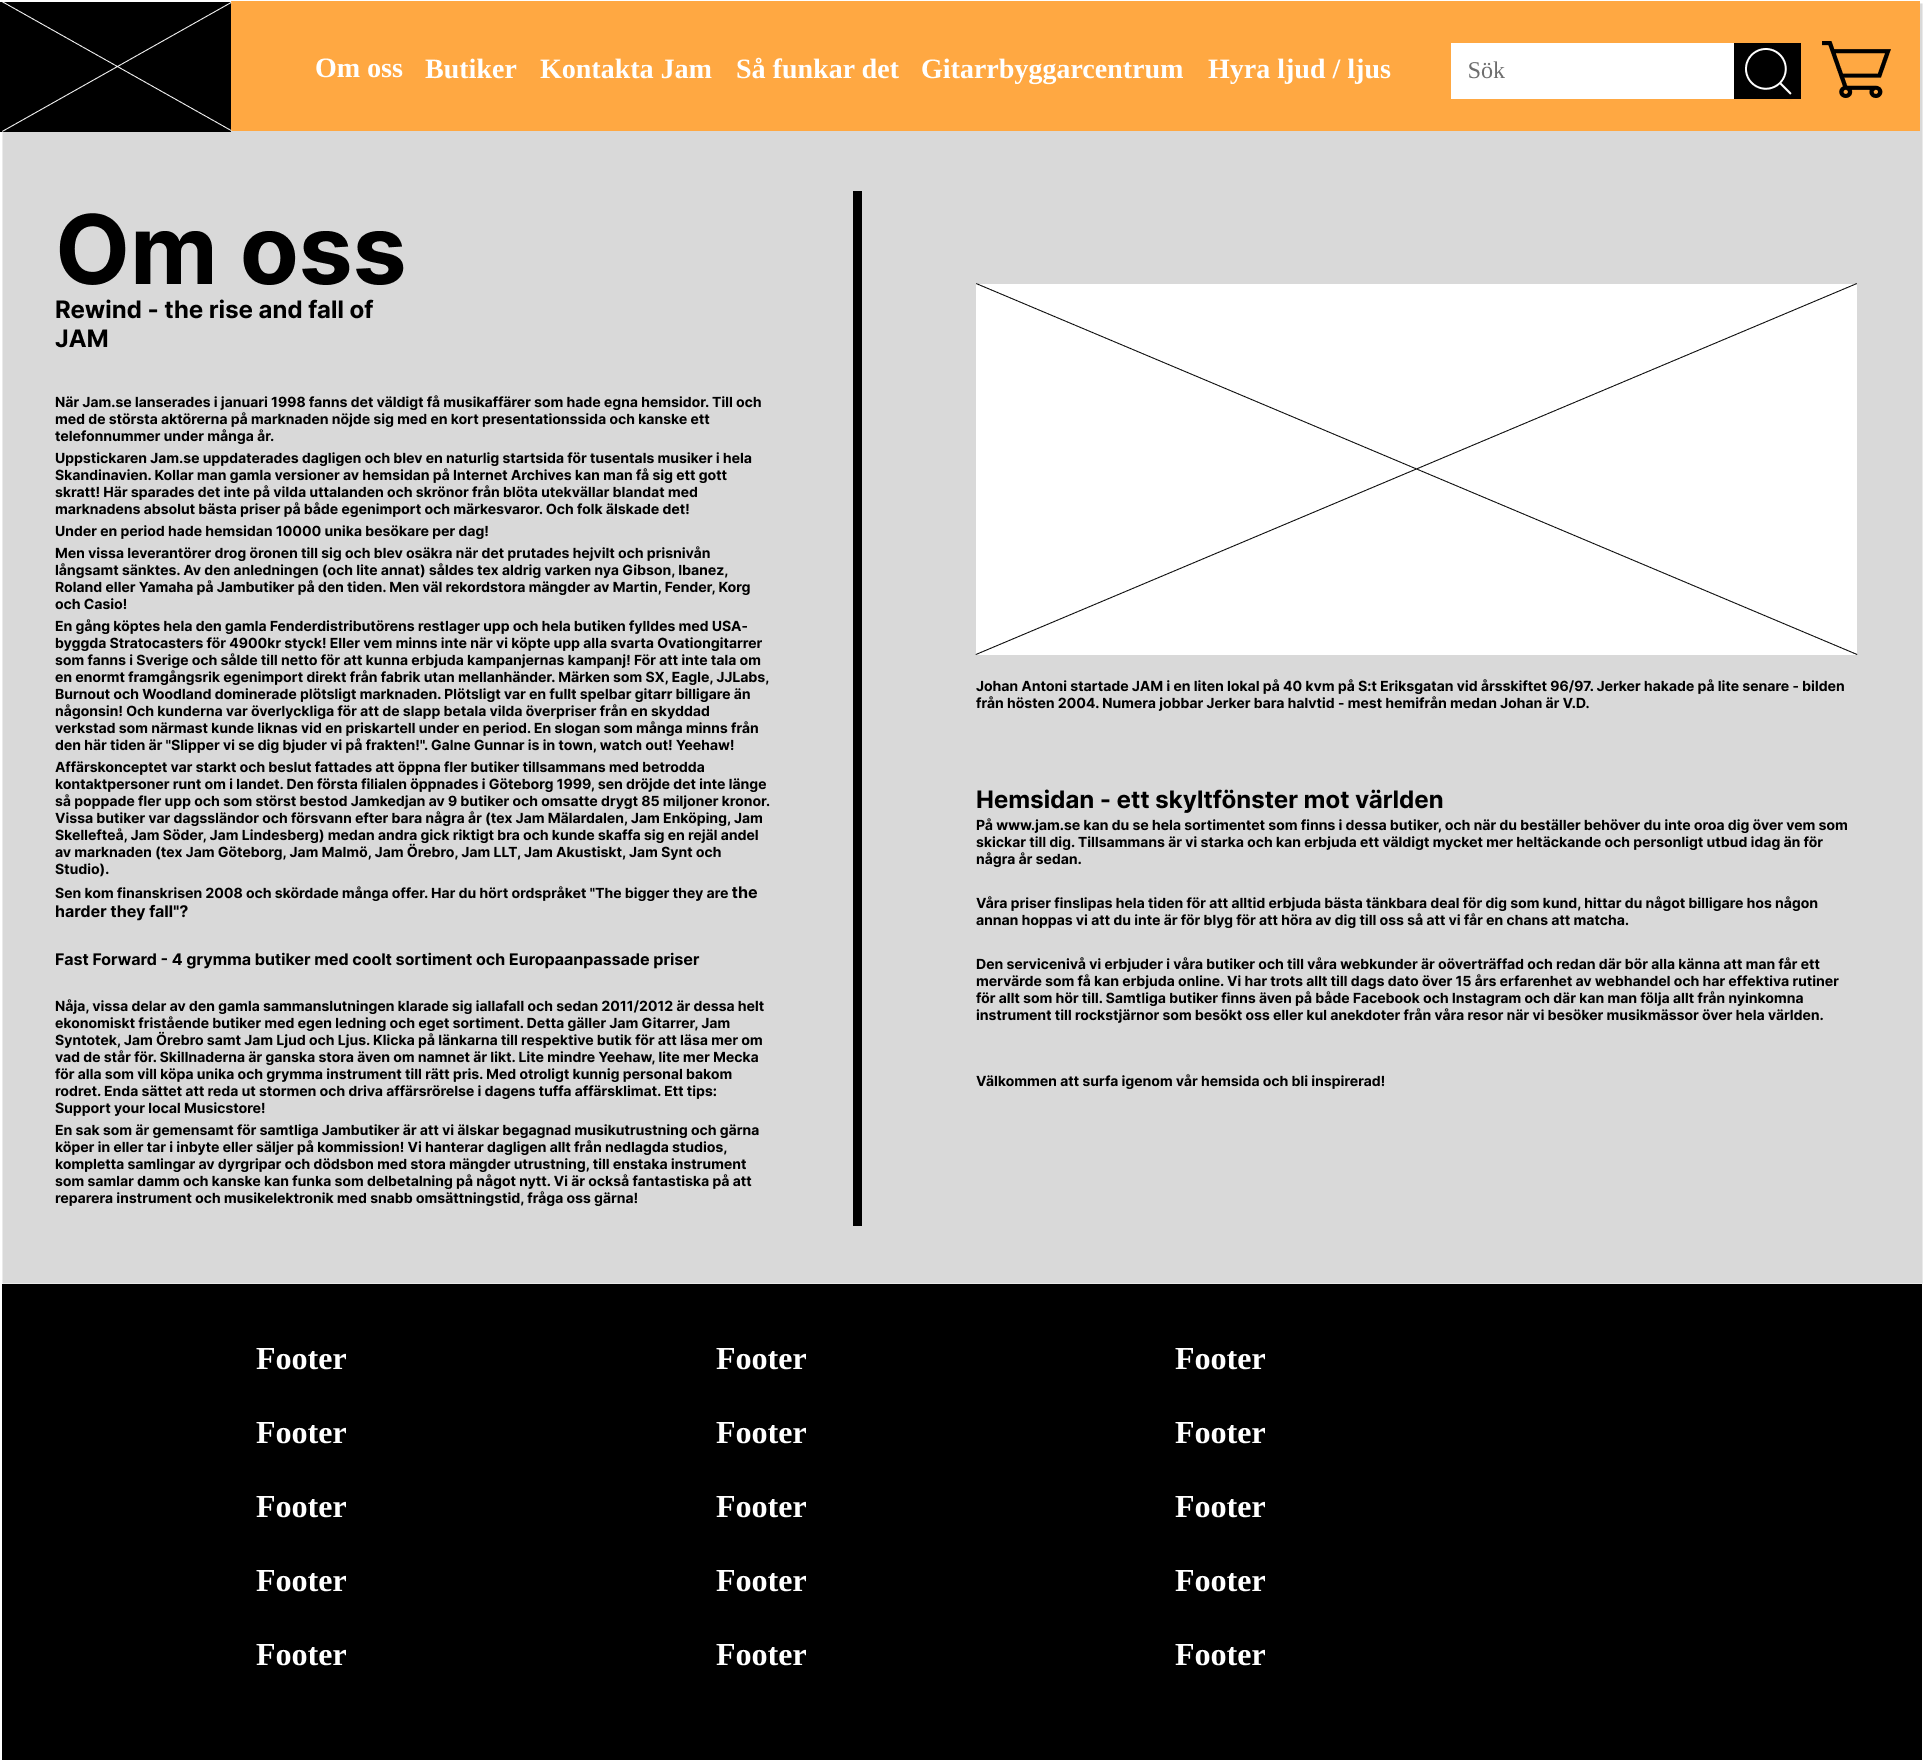 Om oss Butiker Kontakta Jam Så funkar det Gitarrbyggarcentrum Hyra ljud / ljus Sök
Om oss
Rewind - the rise and fall of
JAM
När Jam.se lanserades i januari 1998 fanns det väldigt få musikaffärer som hade egna hemsidor. Till och
med de största aktörerna på marknaden nöjde sig med en kort presentationssida och kanske ett
telefonnummer under många år.
Uppstickaren Jam.se uppdaterades dagligen och blev en naturlig startsida för tusentals musiker i hela
Skandinavien. Kollar man gamla versioner av hemsidan på Internet Archives kan man få sig ett gott
skratt! Här sparades det inte på vilda uttalanden och skrönor från blöta utekvällar blandat med
marknadens absolut bästa priser på både egenimport och märkesvaror. Och folk älskade det!
Under en period hade hemsidan 10000 unika besökare per dag!
Men vissa leverantörer drog öronen till sig och blev osäkra när det prutades hejvilt och prisnivån
långsamt sänktes. Av den anledningen (och lite annat) såldes tex aldrig varken nya Gibson, Ibanez,
Roland eller Yamaha på Jambutiker på den tiden. Men väl rekordstora mängder av Martin, Fender, Korg
och Casio!
En gång köptes hela den gamla Fenderdistributörens restlager upp och hela butiken fylldes med USA-
byggda Stratocasters för 4900kr styck! Eller vem minns inte när vi köpte upp alla svarta Ovationgitarrer
som fanns i Sverige och sålde till netto för att kunna erbjuda kampanjernas kampanj! För att inte tala om
en enormt framgångsrik egenimport direkt från fabrik utan mellanhänder. Märken som SX, Eagle, JJLabs,
Burnout och Woodland dominerade plötsligt marknaden. Plötsligt var en fullt spelbar gitarr billigare än
någonsin! Och kunderna var överlyckliga för att de slapp betala vilda överpriser från en skyddad
verkstad som närmast kunde liknas vid en priskartell under en period. En slogan som många minns från
den här tiden är "Slipper vi se dig bjuder vi på frakten!". Galne Gunnar is in town, watch out! Yeehaw!
Affärskonceptet var starkt och beslut fattades att öppna fler butiker tillsammans med betrodda
kontaktpersoner runt om i landet. Den första filialen öppnades i Göteborg 1999, sen dröjde det inte länge
så poppade fler upp och som störst bestod Jamkedjan av 9 butiker och omsatte drygt 85 miljoner kronor.
Vissa butiker var dagssländor och försvann efter bara några år (tex Jam Mälardalen, Jam Enköping, Jam
Skellefteå, Jam Söder, Jam Lindesberg) medan andra gick riktigt bra och kunde skaffa sig en rejäl andel
av marknaden (tex Jam Göteborg, Jam Malmö, Jam Örebro, Jam LLT, Jam Akustiskt, Jam Synt och
Studio).
Sen kom finanskrisen 2008 och skördade många offer. Har du hört ordspråket "The bigger they are the
harder they fall"?
Fast Forward - 4 grymma butiker med coolt sortiment och Europaanpassade priser
Nåja, vissa delar av den gamla sammanslutningen klarade sig iallafall och sedan 2011/2012 är dessa helt
ekonomiskt fristående butiker med egen ledning och eget sortiment. Detta gäller Jam Gitarrer, Jam
Syntotek, Jam Örebro samt Jam Ljud och Ljus. Klicka på länkarna till respektive butik för att läsa mer om
vad de står för. Skillnaderna är ganska stora även om namnet är likt. Lite mindre Yeehaw, lite mer Mecka
för alla som vill köpa unika och grymma instrument till rätt pris. Med otroligt kunnig personal bakom
rodret. Enda sättet att reda ut stormen och driva affärsrörelse i dagens tuffa affärsklimat. Ett tips:
Support your local Musicstore!
En sak som är gemensamt för samtliga Jambutiker är att vi älskar begagnad musikutrustning och gärna
köper in eller tar i inbyte eller säljer på kommission! Vi hanterar dagligen allt från nedlagda studios,
kompletta samlingar av dyrgripar och dödsbon med stora mängder utrustning, till enstaka instrument
som samlar damm och kanske kan funka som delbetalning på något nytt. Vi är också fantastiska på att
reparera instrument och musikelektronik med snabb omsättningstid, fråga oss gärna!
Johan Antoni startade JAM i en liten lokal på 40 kvm på S:t Eriksgatan vid årsskiftet 96/97. Jerker hakade på lite senare - bilden
från hösten 2004. Numera jobbar Jerker bara halvtid - mest hemifrån medan Johan är V.D.
Hemsidan - ett skyltfönster mot världen
På www.jam.se kan du se hela sortimentet som finns i dessa butiker, och när du beställer behöver du inte oroa dig över vem som
skickar till dig. Tillsammans är vi starka och kan erbjuda ett väldigt mycket mer heltäckande och personligt utbud idag än för
några år sedan.
Våra priser finslipas hela tiden för att alltid erbjuda bästa tänkbara deal för dig som kund, hittar du något billigare hos någon
annan hoppas vi att du inte är för blyg för att höra av dig till oss så att vi får en chans att matcha.
Den servicenivå vi erbjuder i våra butiker och till våra webkunder är oöverträffad och redan där bör alla känna att man får ett
mervärde som få kan erbjuda online. Vi har trots allt till dags dato över 15 års erfarenhet av webhandel och har effektiva rutiner
för allt som hör till. Samtliga butiker finns även på både Facebook och Instagram och där kan man följa allt från nyinkomna
instrument till rockstjärnor som besökt oss eller kul anekdoter från våra resor när vi besöker musikmässor över hela världen.
Välkommen att surfa igenom vår hemsida och bli inspirerad!
Footer Footer Footer
Footer Footer Footer
Footer Footer Footer
Footer Footer Footer
Footer Footer Footer